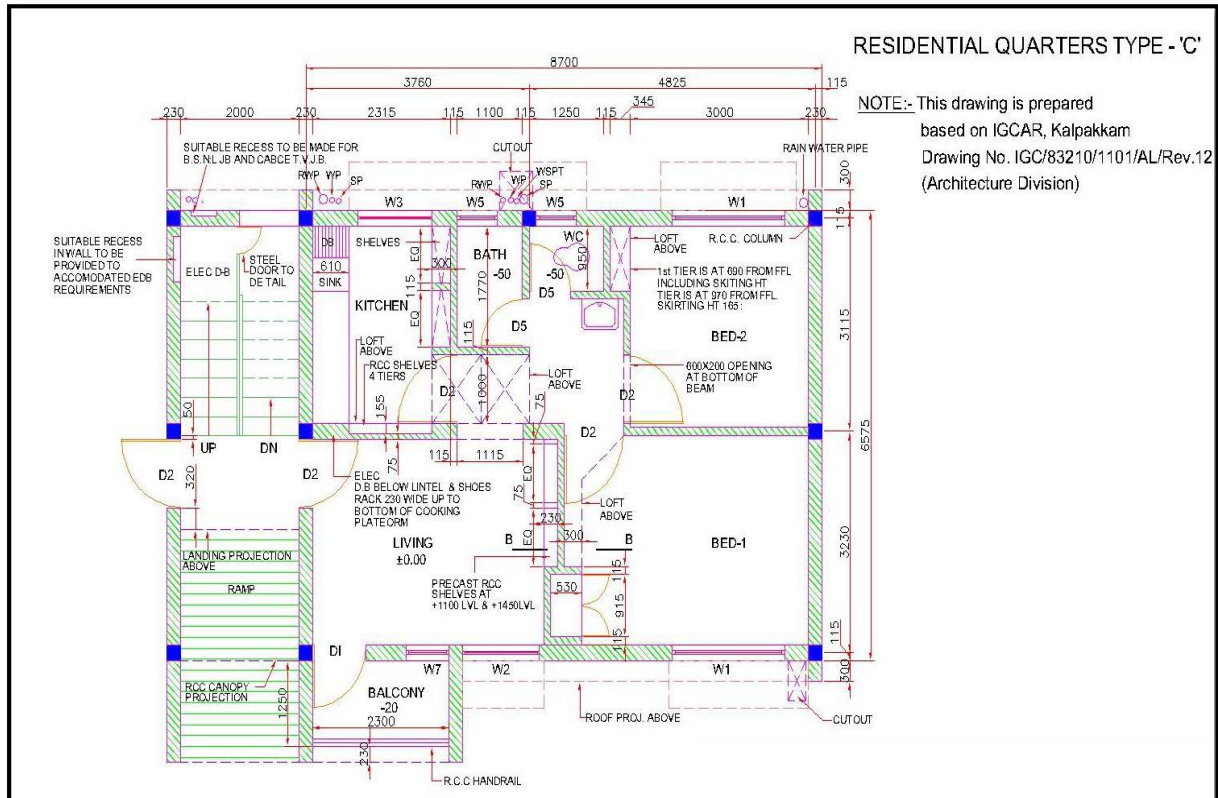 RESIDENTIAL QUARTERS TYPE - 'C'
NOTE:- This drawing is prepared
based on IGCAR, Kalpakkam
Drawing No. IGC/83210/1101/AL/Rev.12
(Architecture Division)
8700
3760 4825 115
345
230 2000 230 2315 115 1100 115 1250 115 3000 230
SUITABLE RECESS TO BE MADE FOR
B.S.N.L JB AND CABCE T.V.J.B.
CUTOUT
RAIN WATER PIPE
300
RWP WP SP
RWP WP WSPT SP
W3 W5 W5 W1
115
SUITABLE RECESS
IN WALL TO BE
PROVIDED TO
ACCOMODATED EDB
REQUIREMENTS
ELEC D-B
STEEL
DOOR TO
DE TAIL
DB
610
SINK
SHELVES
EQ
300
115
EQ
KITCHEN
BATH
-50
1770
WC
-50
950
D5
D5
115
LOFT
ABOVE
R.C.C. COLUMN
1st TIER IS AT 690 FROM FFL
INCLUDING SKITING HT
TIER IS AT 970 FROM FFL
SKIRTING HT 165 :
BED-2
3115
LOFT
ABOVE
RCC SHELVES
4 TIERS
D2
1000
LOFT
ABOVE
600X200 OPENING
AT BOTTOM OF
BEAM
D2
155
75
50
UP DN
D2
320
D2
75
115 1115
D2
6575
ELEC
D.B BELOW LINTEL & SHOES
RACK 230 WIDE UP TO
BOTTOM OF COOKING
PLATEORM
EQ
75
230
EQ
LOFT
ABOVE
300
B B
LIVING
±0.00
BED-1
3230
LANDING PROJECTION
ABOVE
RAMP
PRECAST RCC
SHELVES AT
+1100 LVL & +1450LVL
530
115
915
115
115
300
D1
W7 W2 W1
RCC CANOPY
PROJECTION
1250
BALCONY
-20
2300
230
ROOF PROJ. ABOVE
CUTOUT
R.C.C HANDRAIL